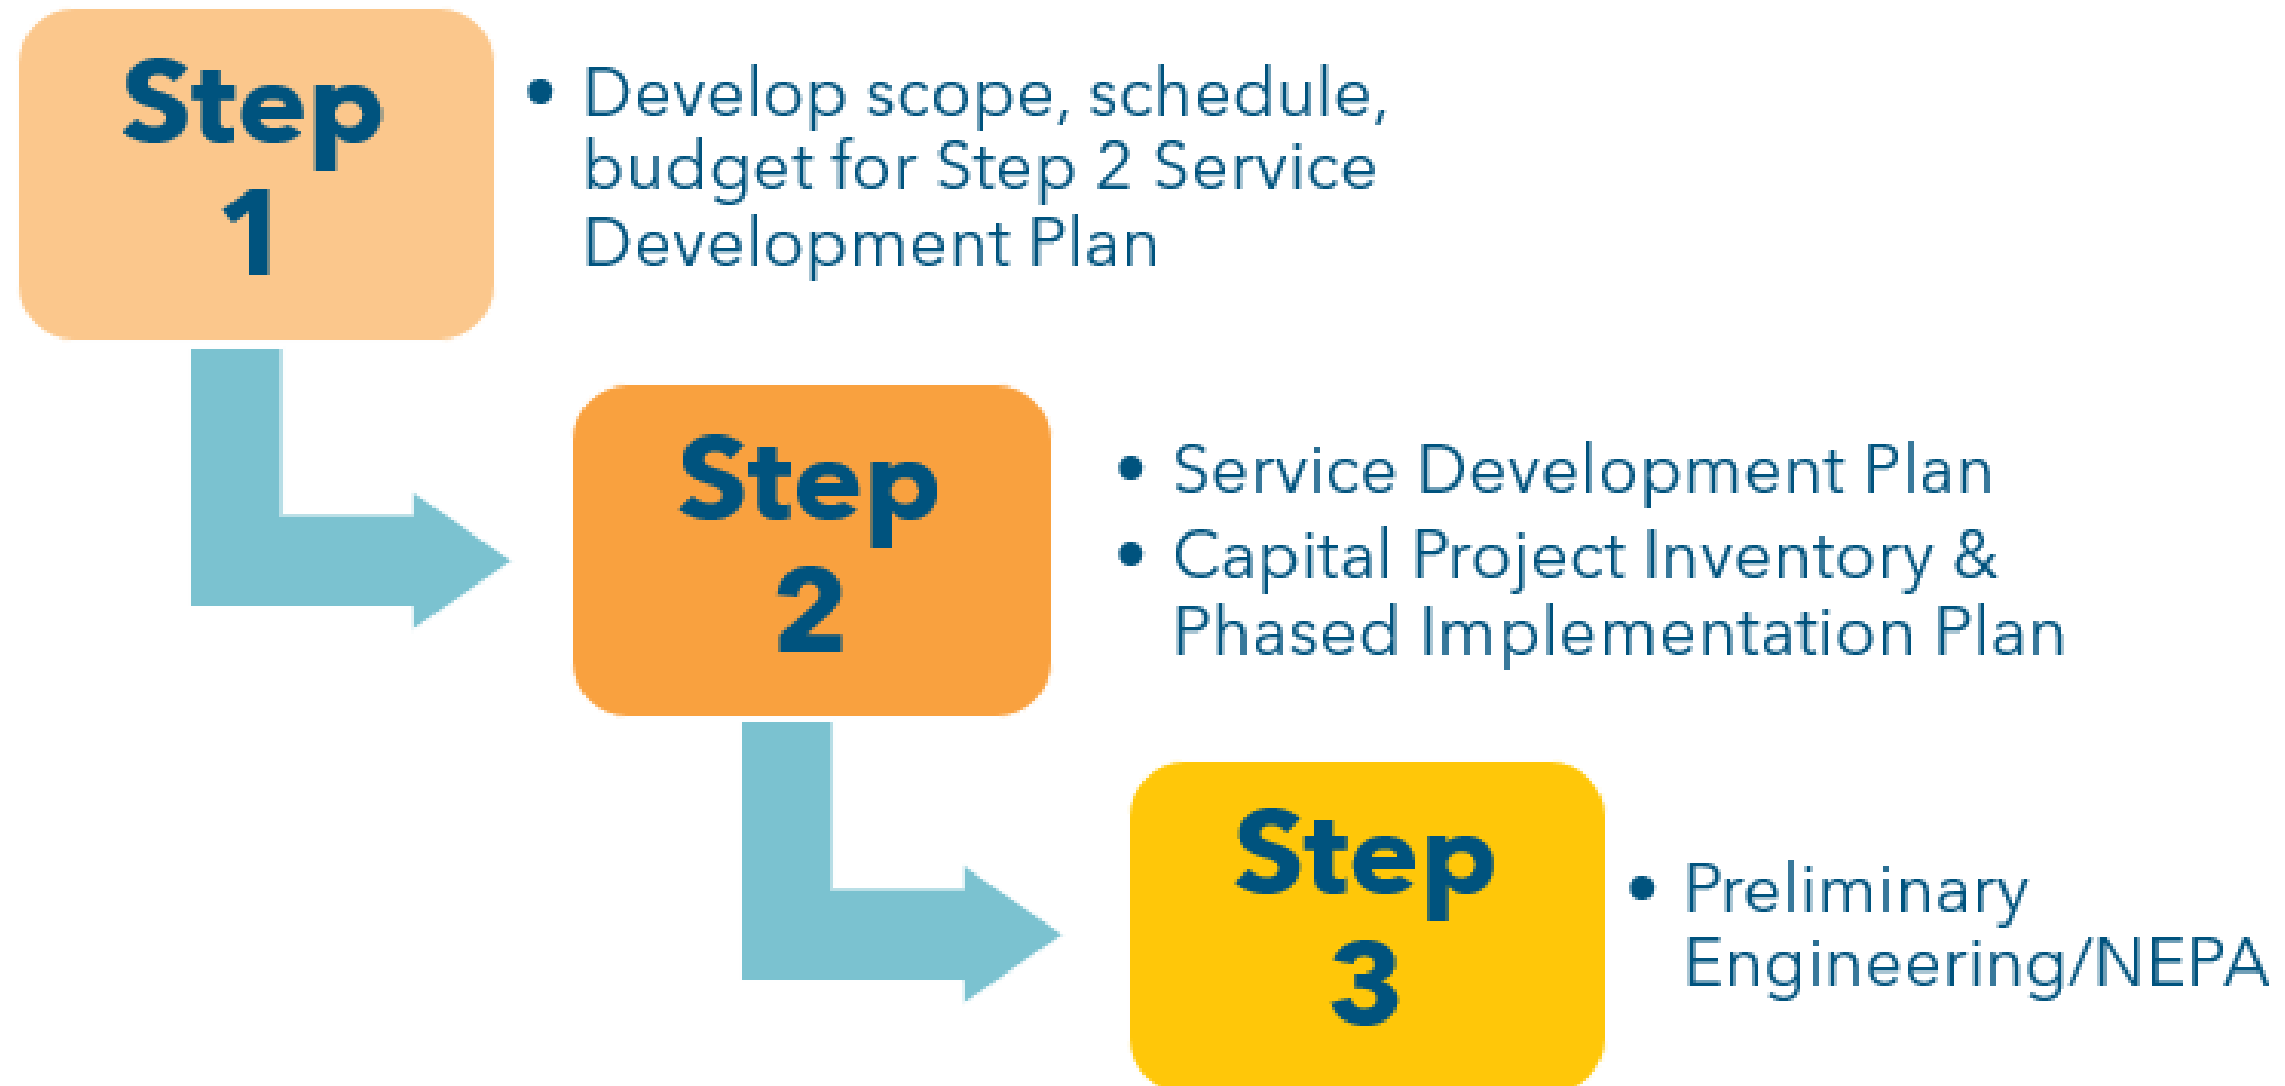 Step
1
• Develop scope, schedule,
budget for Step 2 Service
Development Plan
Step
2
• Service Development Plan
• Capital Project Inventory &
Phased Implementation Plan
Step
3
• Preliminary
Engineering/NEPA